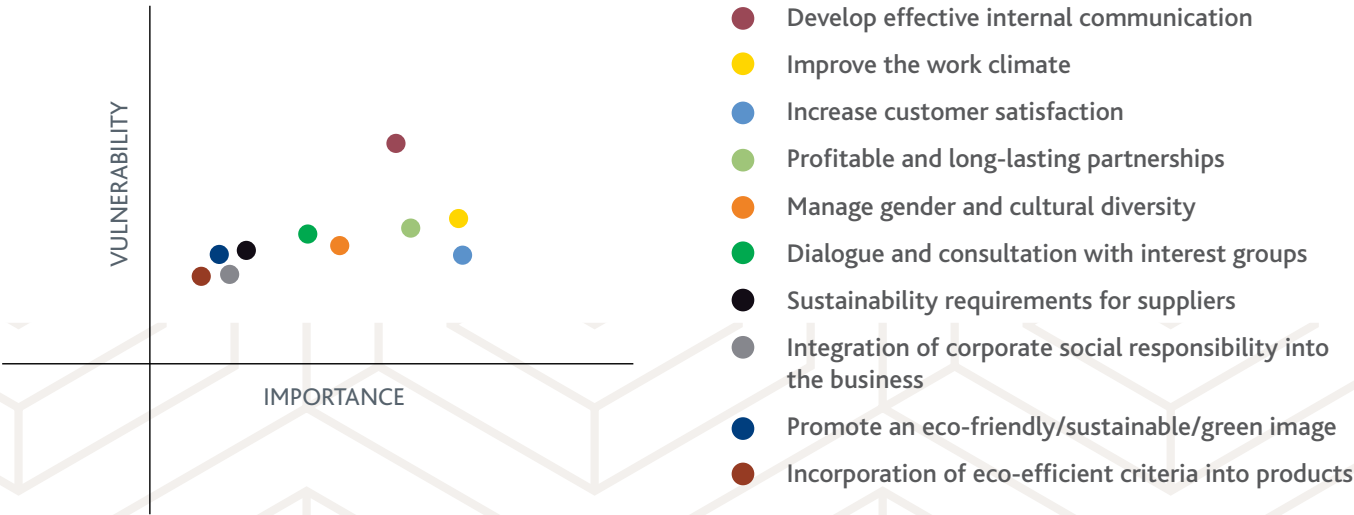 VULNERABILITY
IMPORTANCE
Develop effective internal communication
Improve the work climate
Increase customer satisfaction
Profitable and long-lasting partnerships
Manage gender and cultural diversity
Dialogue and consultation with interest groups
Sustainability requirements for suppliers
Integration of corporate social responsibility into
the business
Promote an eco-friendly/sustainable/green image
Incorporation of eco-efficient criteria into products